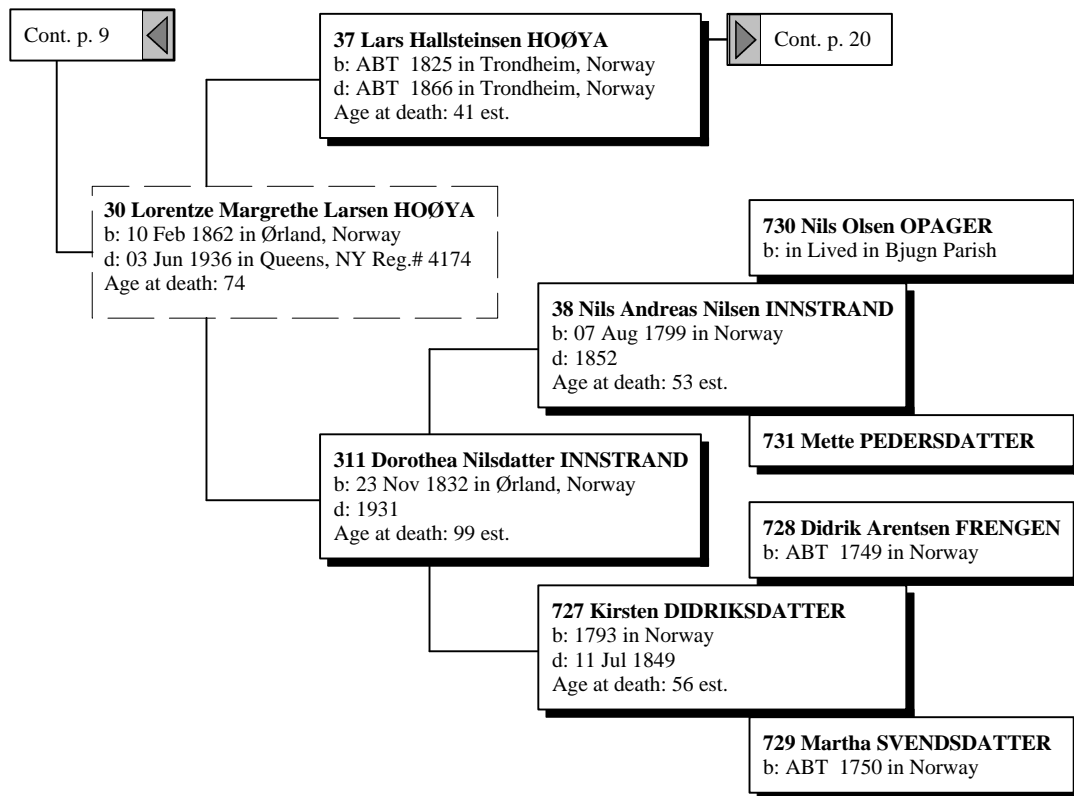 Cont. p. 9
37 Lars Hallsteinsen HOØYA
b: ABT 1825 in Trondheim, Norway
d: ABT 1866 in Trondheim, Norway
Age at death: 41 est.
Cont. p. 20
30 Lorentze Margrethe Larsen HOØYA
b: 10 Feb 1862 in Ørland, Norway
d: 03 Jun 1936 in Queens, NY Reg.# 4174
Age at death: 74
730 Nils Olsen OPAGER
b: in Lived in Bjugn Parish
38 Nils Andreas Nilsen INNSTRAND
b: 07 Aug 1799 in Norway
d: 1852
Age at death: 53 est.
731 Mette PEDERSDATTER
311 Dorothea Nilsdatter INNSTRAND
b: 23 Nov 1832 in Ørland, Norway
d: 1931
Age at death: 99 est.
728 Didrik Arentsen FRENGEN
b: ABT 1749 in Norway
727 Kirsten DIDRIKSDATTER
b: 1793 in Norway
d: 11 Jul 1849
Age at death: 56 est.
729 Martha SVENDSDATTER
b: ABT 1750 in Norway